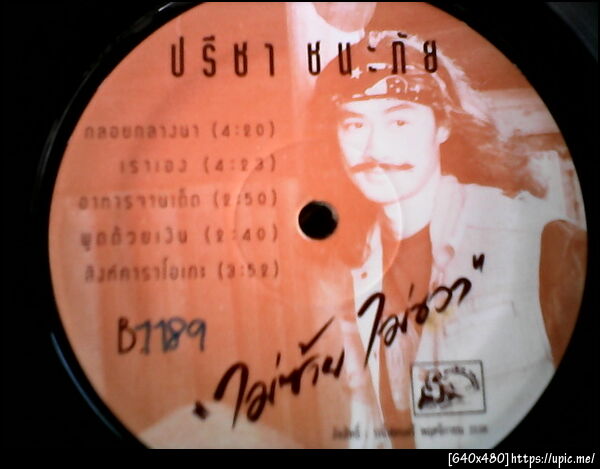 ปรีชา ชนะภัย
กลอยกลางนา (4:20)
เราเอง (4:23)
อาการจานเด็ด (2:50)
พูดด้วยเงิน (2:40)
สิงห์คาราโอเกะ (3:52)
B1189
"ไม่ซ้าย ไม่ขวา"
[640x480]https://upic.me/